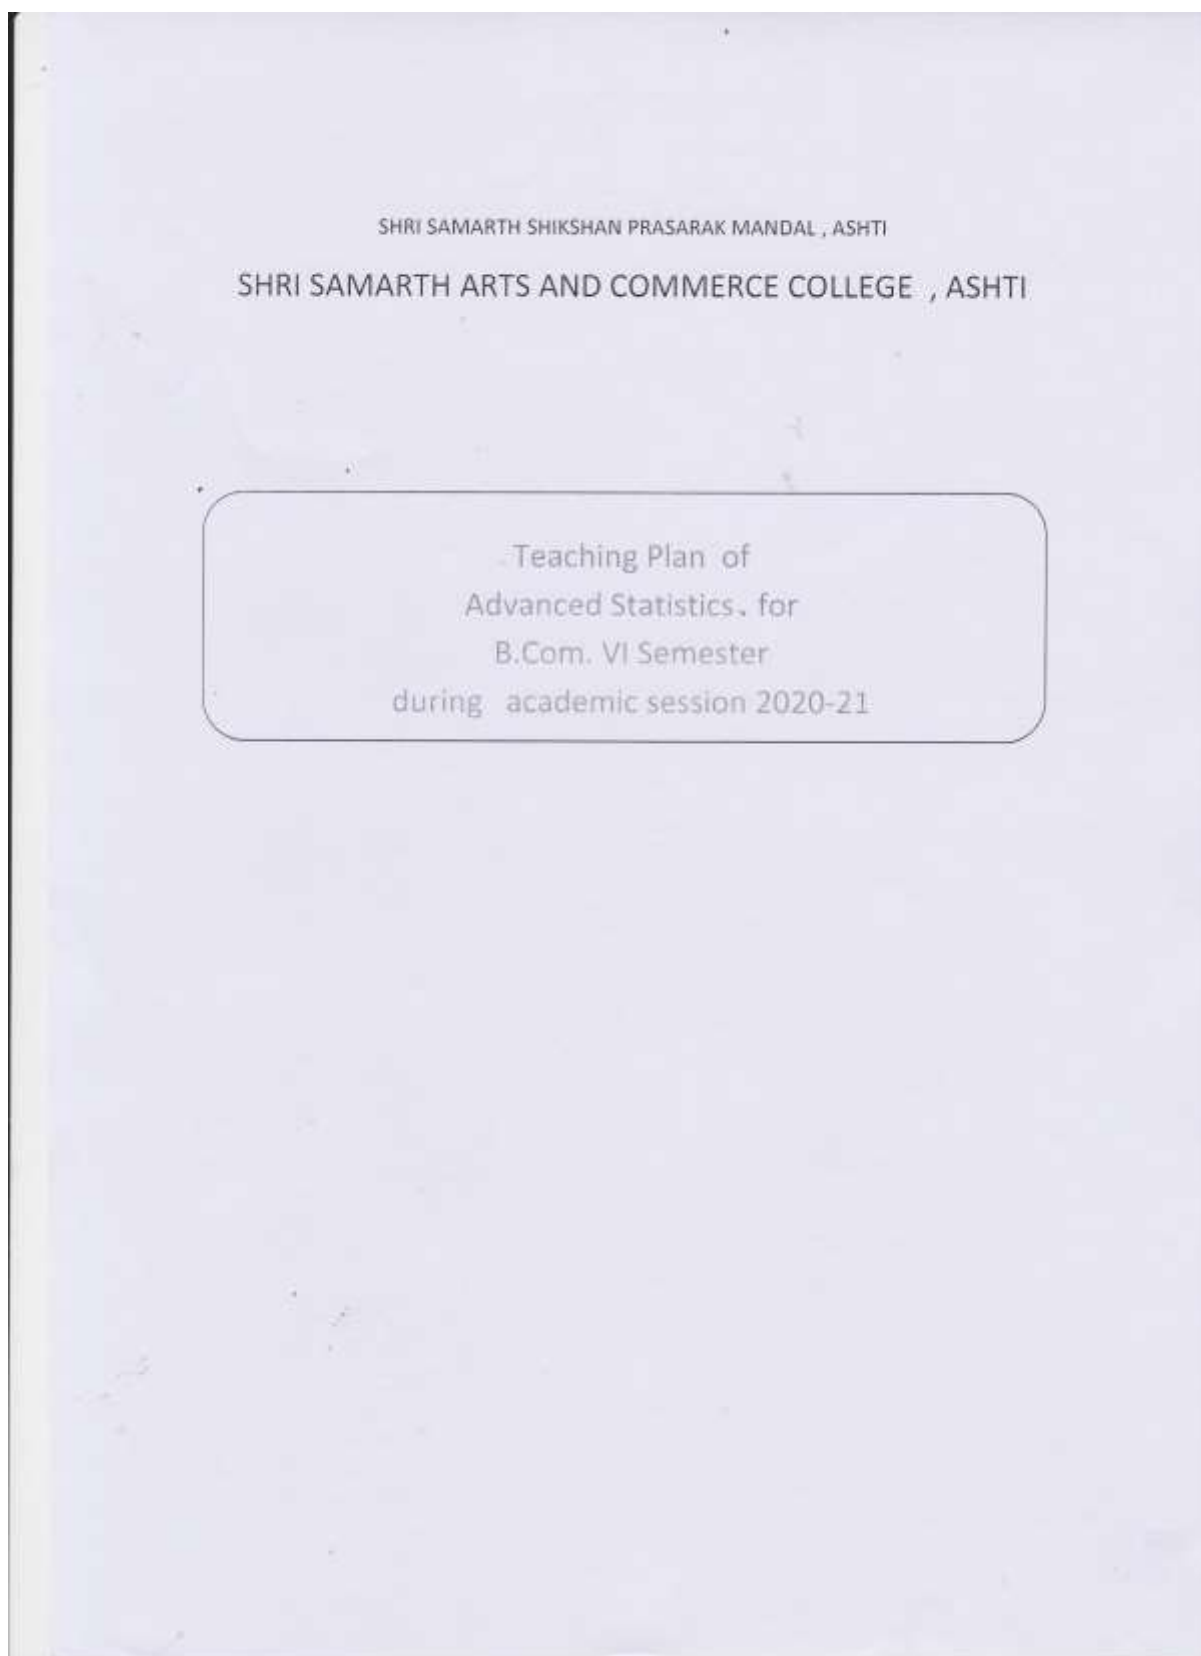 SHRI SAMARTH SHIKSHAN PRASARAK MANDAL , ASHTI
SHRI SAMARTH ARTS AND COMMERCE COLLEGE , ASHTI
Teaching Plan of
Advanced Statistics. for
B.Com. VI Semester
during academic session 2020-21